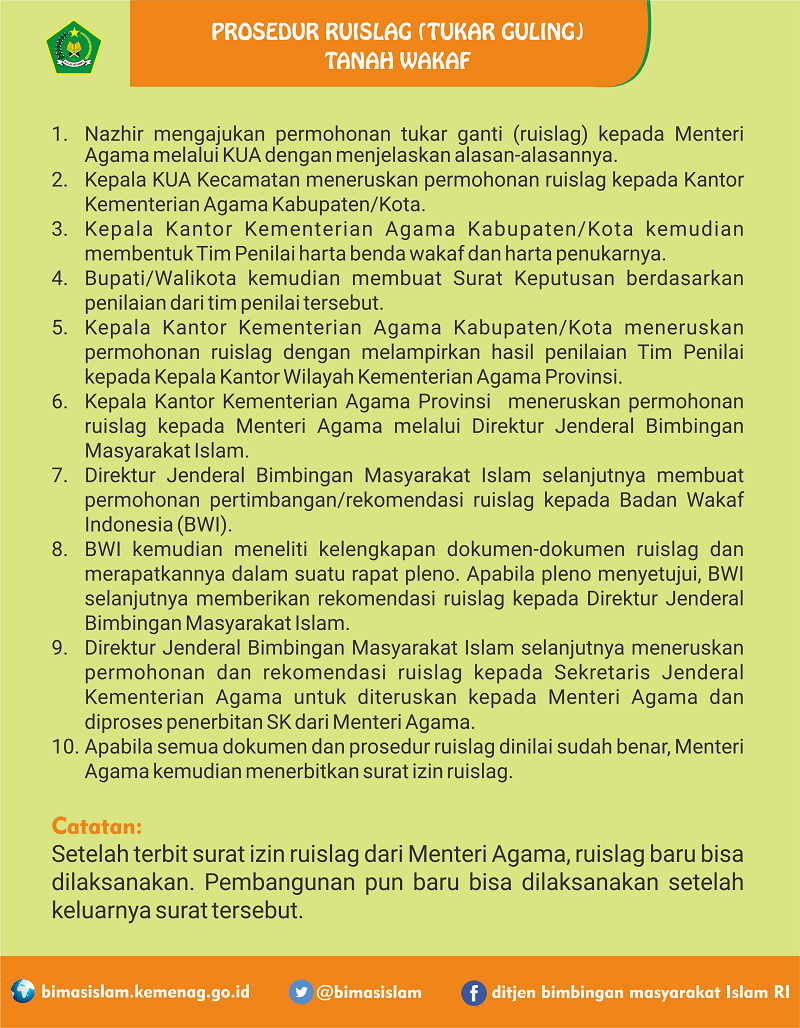 PROSEDUR RUISLAG (TUKAR GULING)
TANAH WAKAF
1. Nazhir mengajukan permohonan tukar ganti (ruislag) kepada Menteri
Agama melalui KUA dengan menjelaskan alasan-alasannya.
2. Kepala KUA Kecamatan meneruskan permohonan ruislag kepada Kantor
Kementerian Agama Kabupaten/Kota.
3. Kepala Kantor Kementerian Agama Kabupaten/Kota kemudian
membentuk Tim Penilai harta benda wakaf dan harta penukarnya.
4. Bupati/Walikota kemudian membuat Surat Keputusan berdasarkan
penilaian dari tim penilai tersebut.
5. Kepala Kantor Kementerian Agama Kabupaten/Kota meneruskan
permohonan ruislag dengan melampirkan hasil penilaian Tim Penilai
kepada Kepala Kantor Wilayah Kementerian Agama Provinsi.
6. Kepala Kantor Kementerian Agama Provinsi meneruskan permohonan
ruislag kepada Menteri Agama melalui Direktur Jenderal Bimbingan
Masyarakat Islam.
7. Direktur Jenderal Bimbingan Masyarakat Islam selanjutnya membuat
permohonan pertimbangan/rekomendasi ruislag kepada Badan Wakaf
Indonesia (BWI).
8. BWI kemudian meneliti kelengkapan dokumen-dokumen ruislag dan
merapatkannya dalam suatu rapat pleno. Apabila pleno menyetujui, BWI
selanjutnya memberikan rekomendasi ruislag kepada Direktur Jenderal
Bimbingan Masyarakat Islam.
9. Direktur Jenderal Bimbingan Masyarakat Islam selanjutnya meneruskan
permohonan dan rekomendasi ruislag kepada Sekretaris Jenderal
Kementerian Agama untuk diteruskan kepada Menteri Agama dan
diproses penerbitan SK dari Menteri Agama.
10. Apabila semua dokumen dan prosedur ruislag dinilai sudah benar, Menteri
Agama kemudian menerbitkan surat izin ruislag.
Catatan:
Setelah terbit surat izin ruislag dari Menteri Agama, ruislag baru bisa
dilaksanakan. Pembangunan pun baru bisa dilaksanakan setelah
keluarnya surat tersebut.
bimasislam.kemenag.go.id @bimasislam ditjen bimbingan masyarakat Islam RI